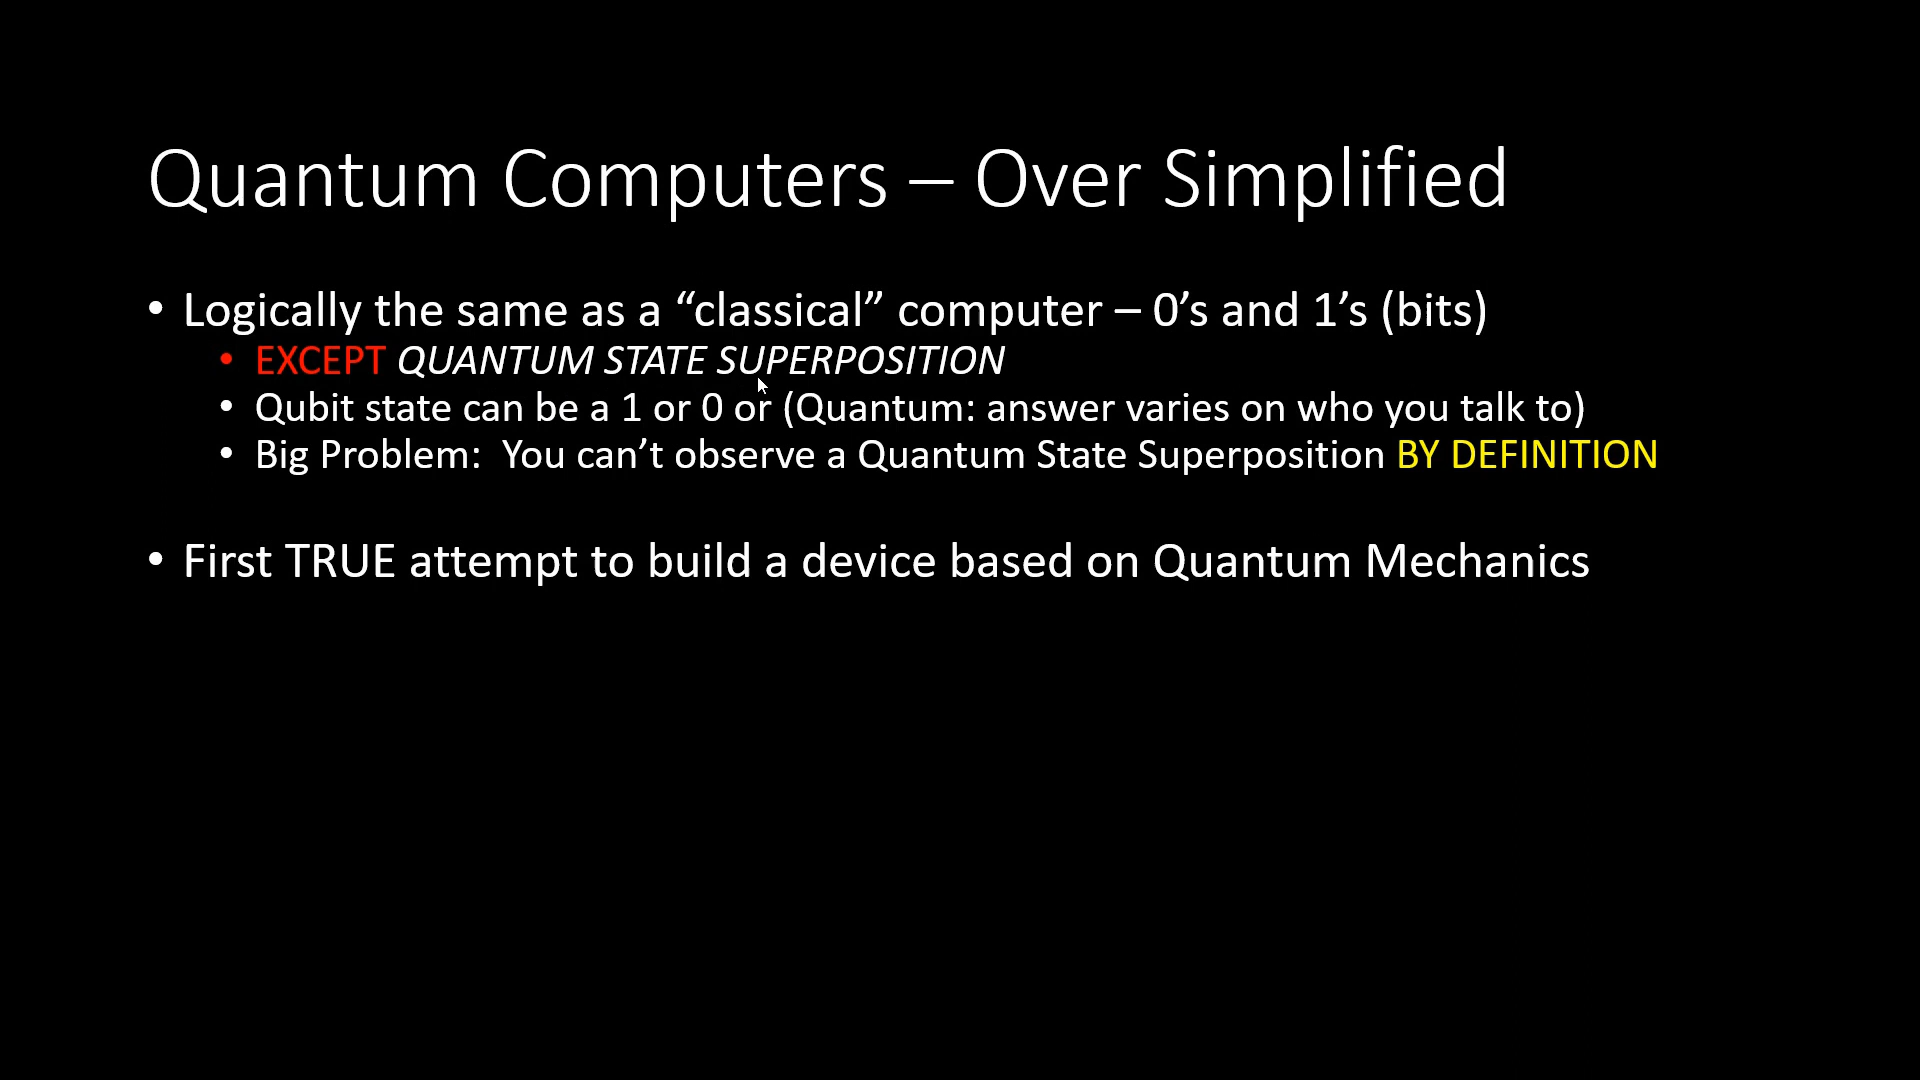 Quantum Computers – Over Simplified
• Logically the same as a “classical” computer – 0’s and 1’s (bits)
• EXCEPT QUANTUM STATE SUPERPOSITION
• Qubit state can be a 1 or 0 or (Quantum: answer varies on who you talk to)
• Big Problem:  You can’t observe a Quantum State Superposition BY DEFINITION
• First TRUE attempt to build a device based on Quantum Mechanics